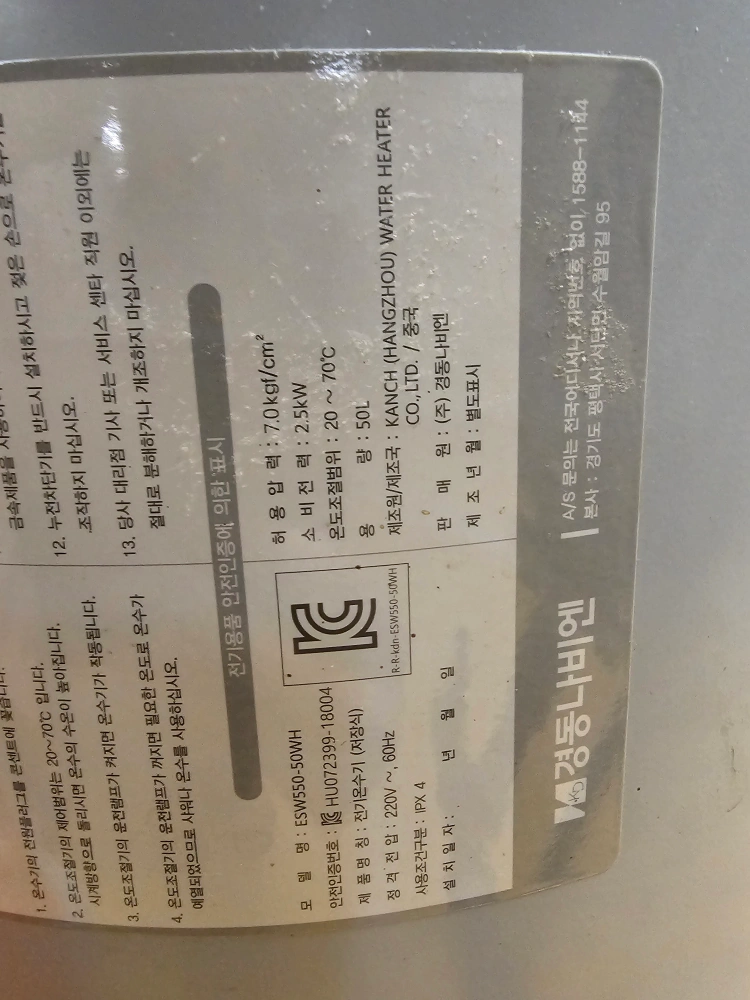 1. 온수기의 전원플러그를 콘센트에 꽂습니다.
2. 온도조절기의 제어범위는 20~70℃ 입니다.
시계방향으로 돌리시면 온수의 수온이 높아집니다.
3. 온도조절기의 운전램프가 켜지면 온수기가 작동됩니다.
4. 온도조절기의 운전램프가 꺼지면 필요한 온도로 온수가
예열되었으므로 샤워나 온수를 사용하십시오.
금속제품을
12. 누전차단기를 반드시 설치하시고 젖은 손으로
조작하지 마십시오.
13. 당사 대리점 기사 또는 서비스 센타 직원 이외에는
절대로 분해하거나 개조하지 마십시오.
전기용품 안전인증에 의한 표시
모 델 명 : ESW550-50WH
안전인증번호 : HU072399-18004
제 품 명 칭 : 전기온수기 (저장식)
정 격 전 압 : 220V ~, 60Hz
사용조건구분 : IPX 4
설 치 일 자 : 년 월 일
R-R-kdn-ESW550-50WH
허 용 압 력 : 7.0kgf/cm²
소 비 전 력 : 2.5kW
온도조절범위 : 20 ~ 70℃
용 량 : 50L
제조원/제조국 : KANCH (HANGZHOU) WATER HEATER
CO.,LTD. / 중국
판 매 원 : (주) 경동나비엔
제 조 년 월 : 별도표시
KD 경동나비엔
A/S 문의는 전국어디서나 지역번호 없이 1588-1144
본사 : 경기도 평택시 서탄면 수월암길 95